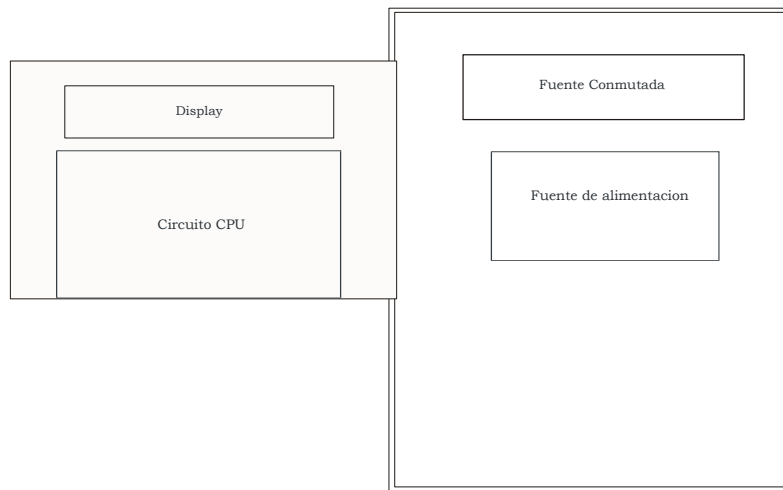 Display
Circuito CPU
Fuente Conmutada
Fuente de alimentacion